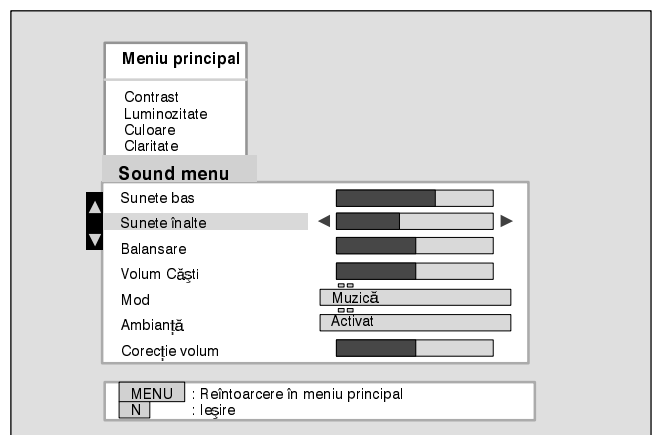 Meniu principal
Contrast
Luminozitate
Culoare
Claritate
Sound menu
Sunete bas
Sunete înalte
Balansare
Volum Căşti
Mod Muzică
Ambianţă Activat
Corecţie volum
MENU : Reîntoarcere în meniu principal
N : Ieşire